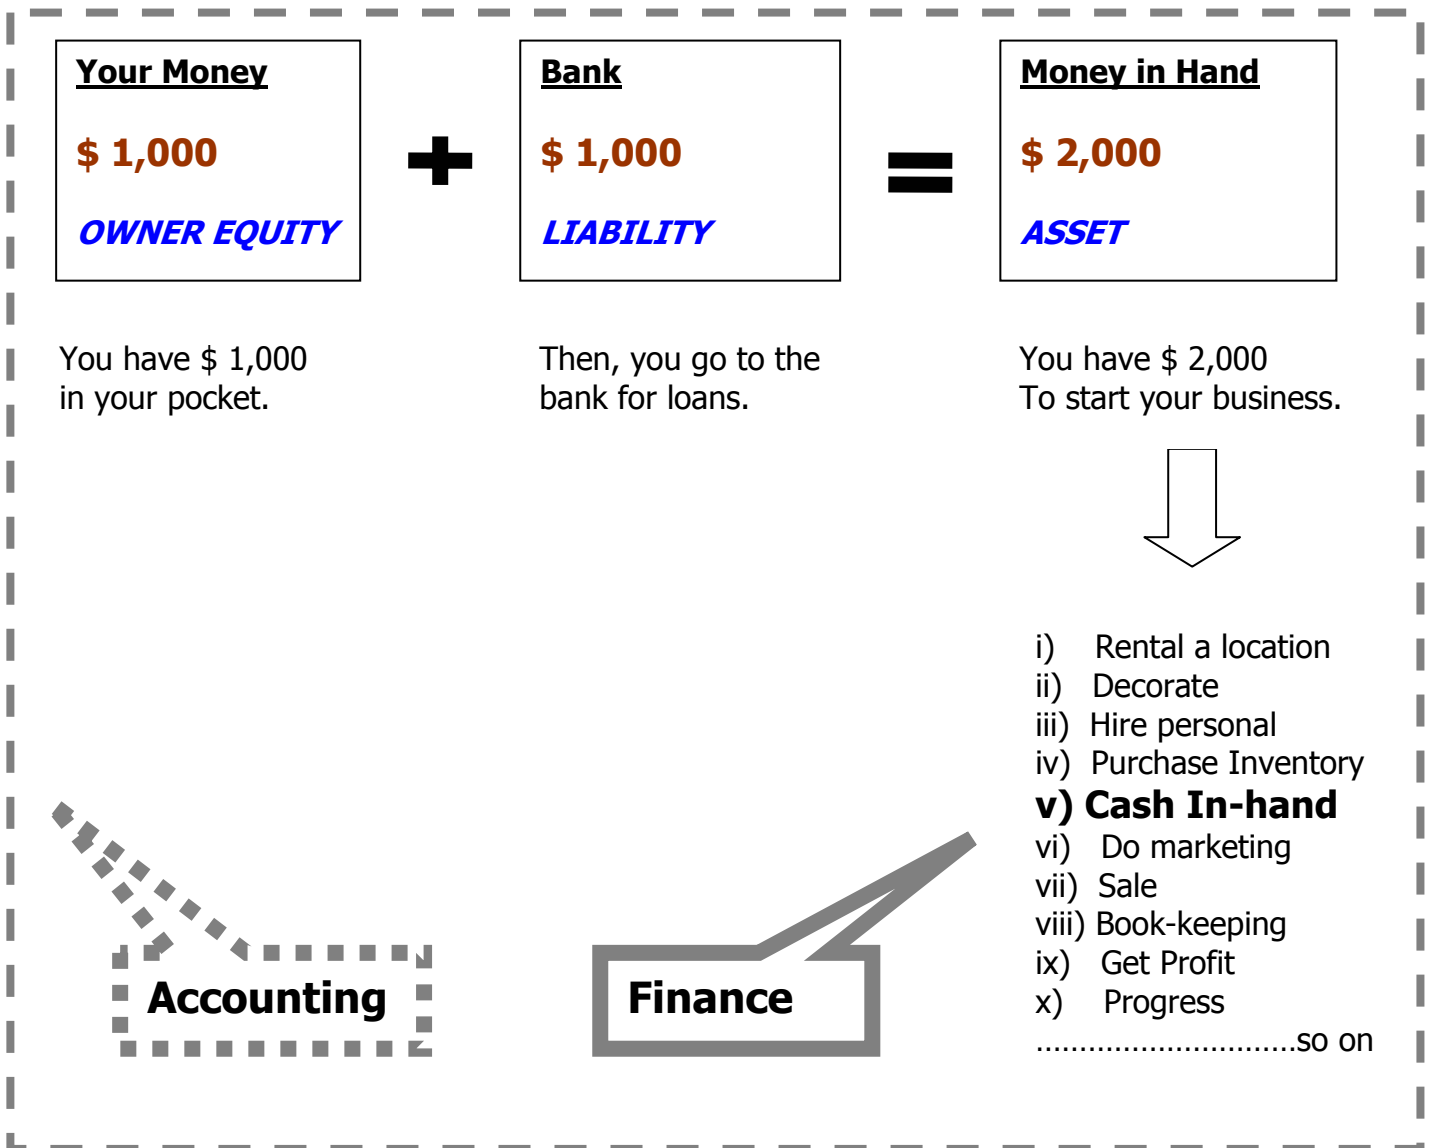 Your Money
$ 1,000
OWNER EQUITY
+
Bank
$ 1,000
LIABILITY
=
Money in Hand
$ 2,000
ASSET
You have $ 1,000
in your pocket.
Then, you go to the
bank for loans.
You have $ 2,000
To start your business.
i) Rental a location
ii) Decorate
iii) Hire personal
iv) Purchase Inventory
v) Cash In-hand
vi) Do marketing
vii) Sale
viii) Book-keeping
ix) Get Profit
x) Progress
..............................so on
Accounting
Finance